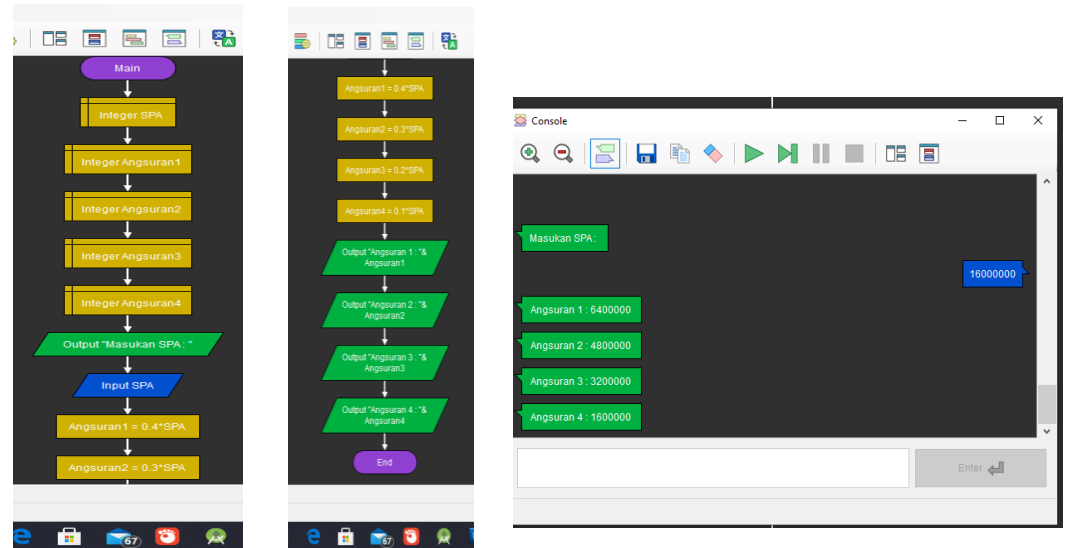 Main
Integer SPA
Integer Angsuran1
Integer Angsuran2
Integer Angsuran3
Integer Angsuran4
Output "Masukan SPA : "
Input SPA
Angsuran1 = 0.4*SPA
Angsuran2 = 0.3*SPA
67
Angsuran1 = 0.4*SPA
Angsuran2 = 0.3*SPA
Angsuran3 = 0.2*SPA
Angsuran4 = 0.1*SPA
Output "Angsuran 1 : "&
Angsuran1
Output "Angsuran 2 : "&
Angsuran2
Output "Angsuran 3 : "&
Angsuran3
Output "Angsuran 4 : "&
Angsuran4
End
67
Console
Masukan SPA :
16000000
Angsuran 1 : 6400000
Angsuran 2 : 4800000
Angsuran 3 : 3200000
Angsuran 4 : 1600000
Enter